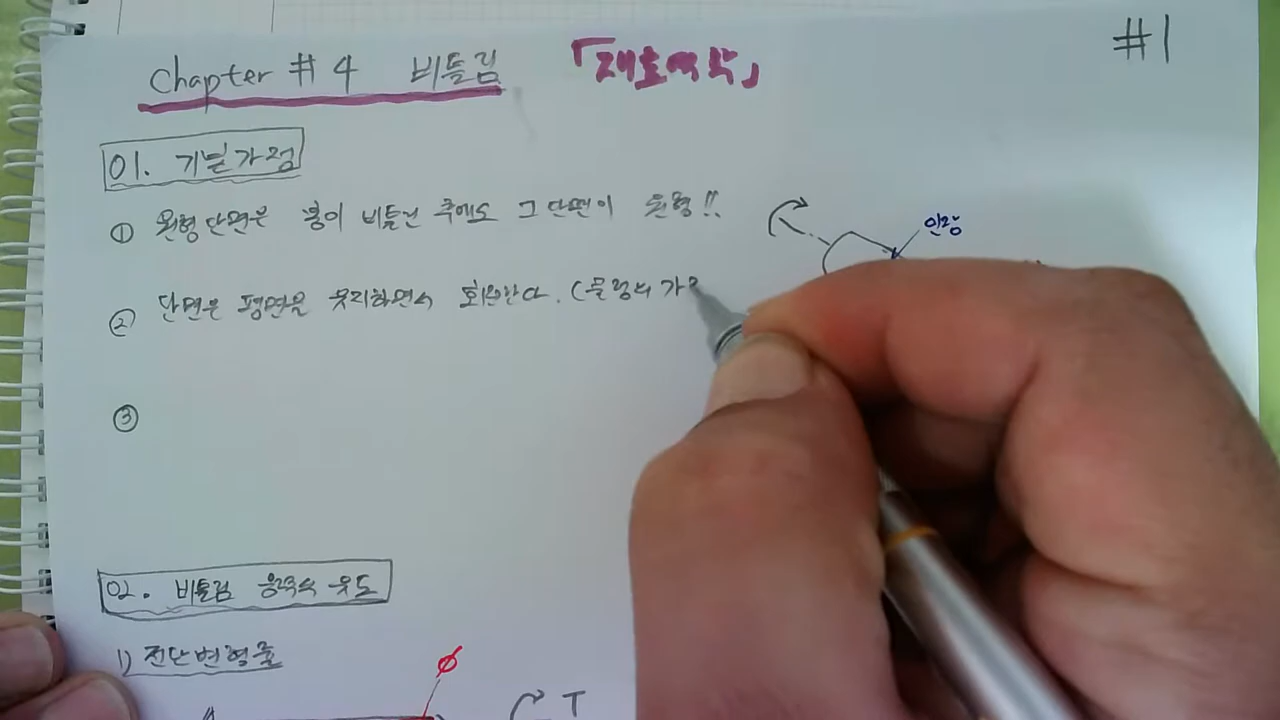 Chapter #4 비틀림 「재료역학」 #1
01. 기본가정
① 원형단면은 봉이 비틀린 후에도 그 단면이 원형!!
인장
② 단면은 평면을 유지하면서 회전한다. (쿨롱의 가
③
02. 비틀림 응력식 유도
1) 전단변형률
ϕ
T